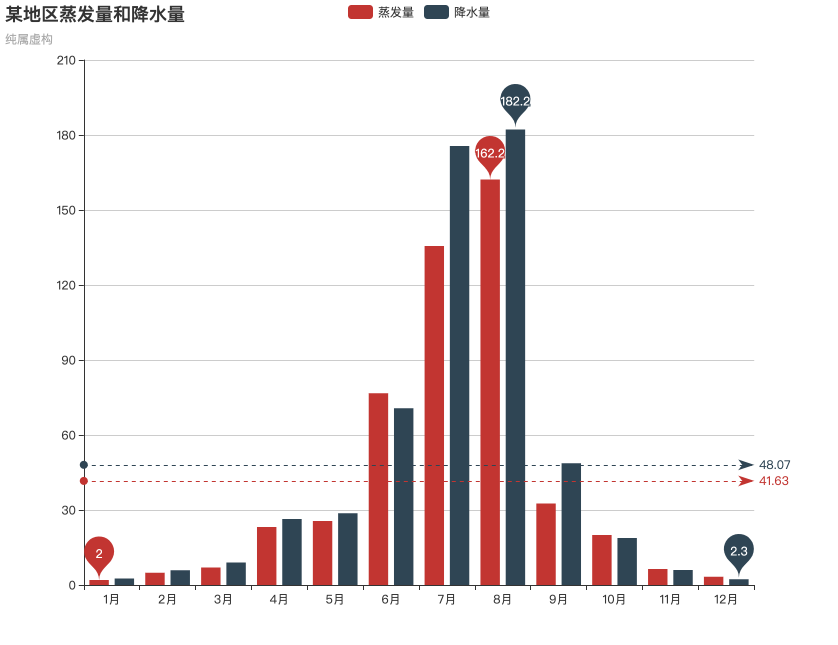 某地区蒸发量和降水量
蒸发量
降水量
纯属虚构
210
180
150
120
90
60
30
0
182.2
162.2
2
2.3
48.07
41.63
1月
2月
3月
4月
5月
6月
7月
8月
9月
10月
11月
12月